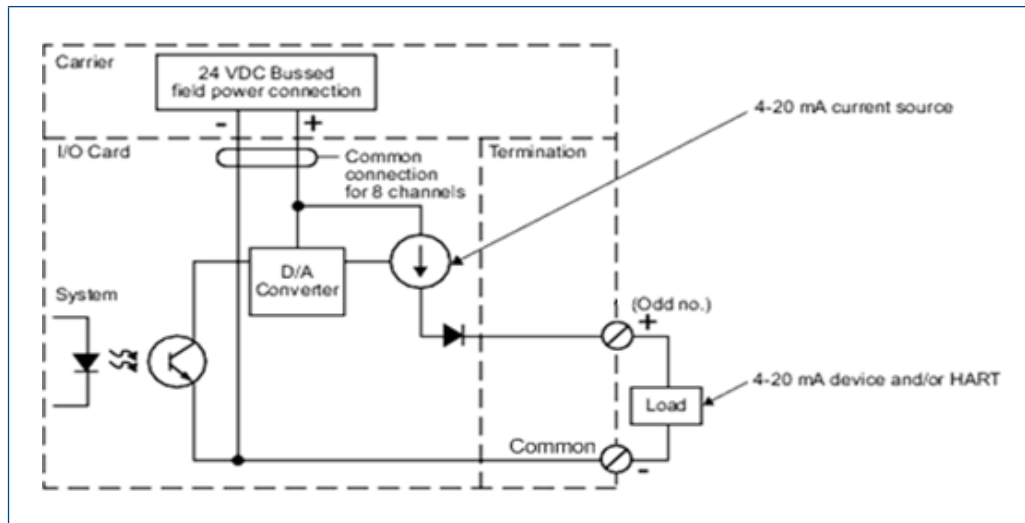 Carrier
24 VDC Bussed
field power connection
- +
4-20 mA current source
I/O Card
Termination
Common
connection
for 8 channels
D/A
Converter
System
(Odd no.)
+
4-20 mA device and/or HART
Load
Common
-